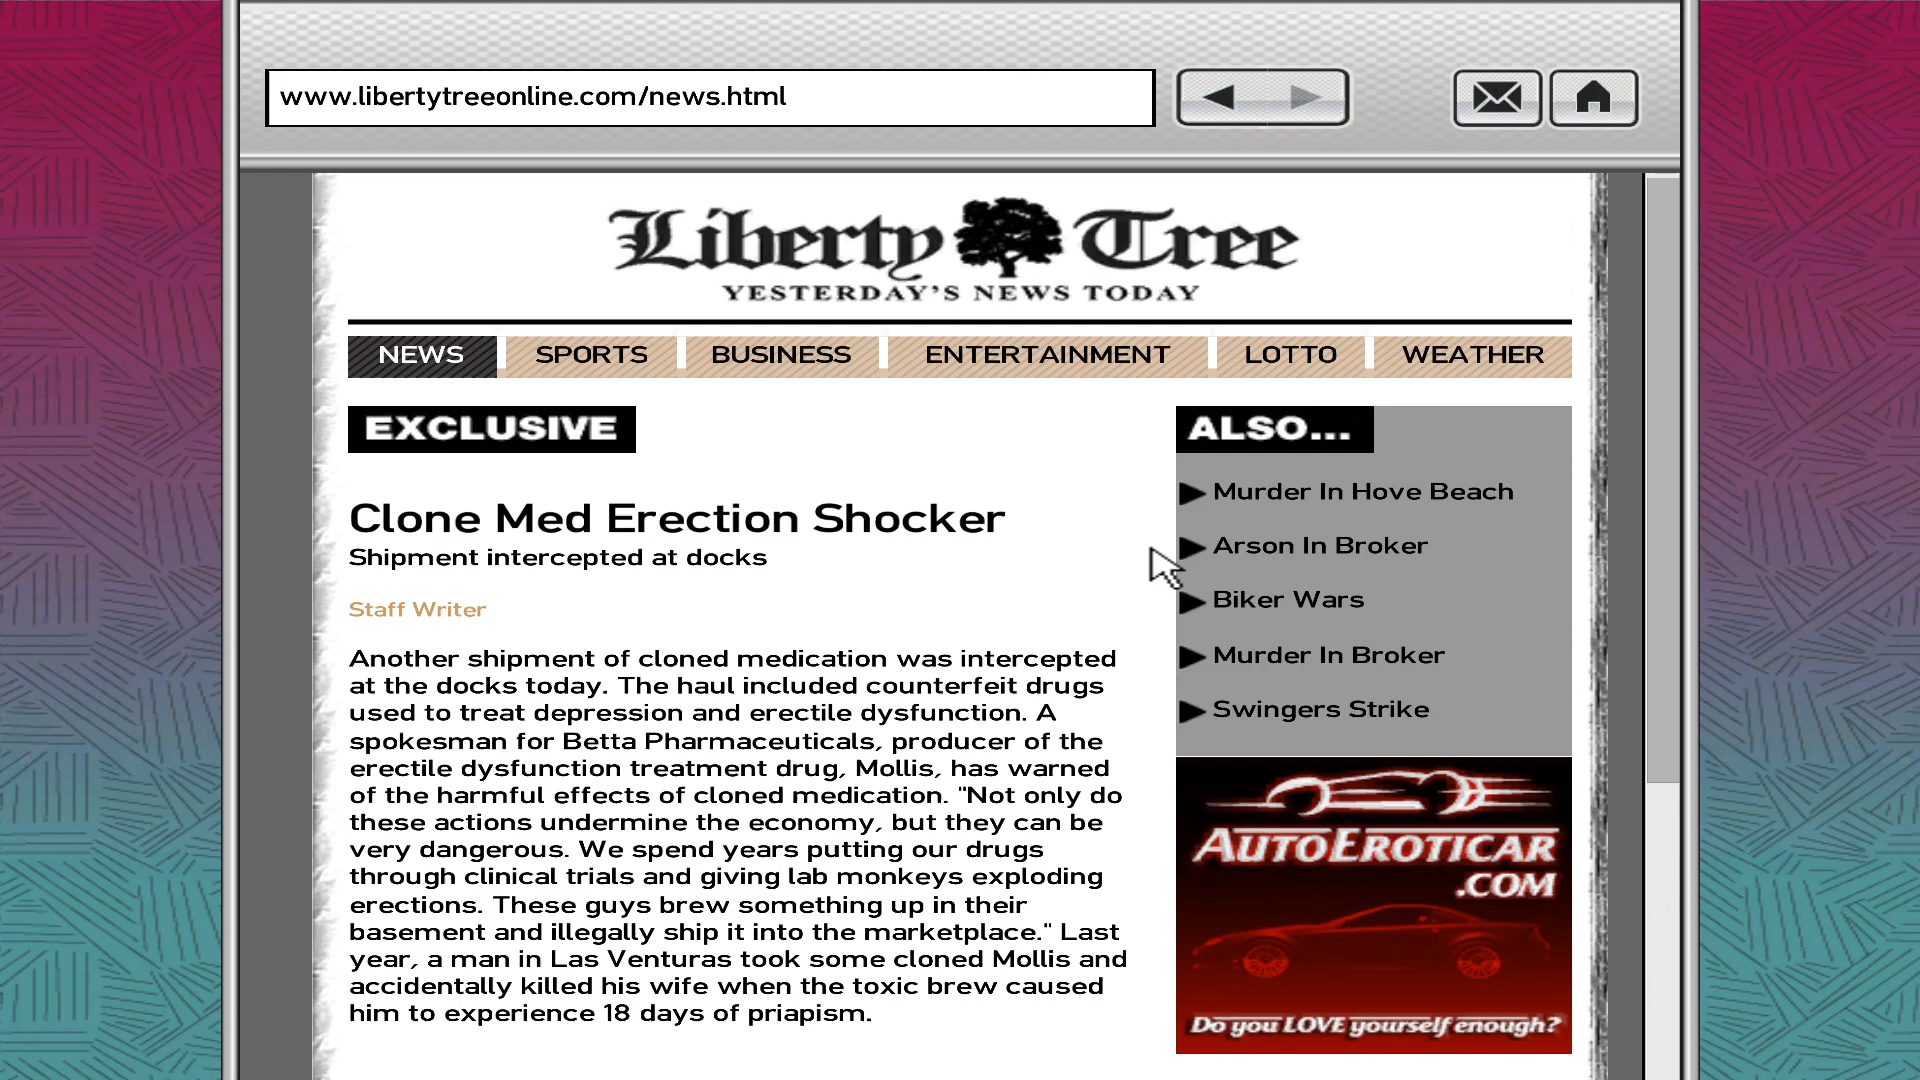 www.libertytreeonline.com/news.html
Liberty Tree
YESTERDAY'S NEWS TODAY
NEWS
SPORTS
BUSINESS
ENTERTAINMENT
LOTTO
WEATHER
EXCLUSIVE
Clone Med Erection Shocker
Shipment intercepted at docks
Staff Writer
Another shipment of cloned medication was intercepted
at the docks today. The haul included counterfeit drugs
used to treat depression and erectile dysfunction. A
spokesman for Betta Pharmaceuticals, producer of the
erectile dysfunction treatment drug, Mollis, has warned
of the harmful effects of cloned medication. "Not only do
these actions undermine the economy, but they can be
very dangerous. We spend years putting our drugs
through clinical trials and giving lab monkeys exploding
erections. These guys brew something up in their
basement and illegally ship it into the marketplace." Last
year, a man in Las Venturas took some cloned Mollis and
accidentally killed his wife when the toxic brew caused
him to experience 18 days of priapism.
ALSO...
Murder In Hove Beach
Arson In Broker
Biker Wars
Murder In Broker
Swingers Strike
AUTOEROTICAR
.COM
Do you LOVE yourself enough?